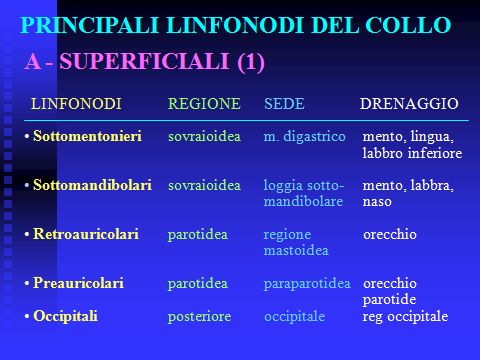 PRINCIPALI LINFONODI DEL COLLO
A - SUPERFICIALI (1)
LINFONODI REGIONE SEDE DRENAGGIO
• Sottomentonieri sovraioidea m. digastrico mento, lingua,
labbro inferiore
• Sottomandibolari sovraioidea loggia sotto- mento, labbra,
mandibolare naso
• Retroauricolari parotidea regione orecchio
mastoidea
• Preauricolari parotidea paraparotidea orecchio
parotide
• Occipitali posteriore occipitale reg occipitale